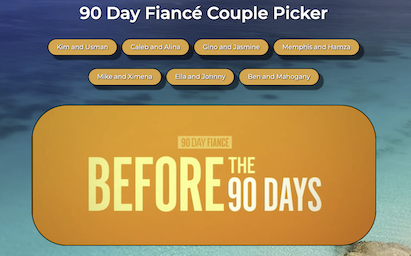 90 Day Fiancé Couple Picker
Kim and Usman Caleb and Alina Gino and Jasmine Memphis and Hamza
Mike and Ximena Ella and Johnny Ben and Mahogany
90 DAY FIANCÉ
BEFORE THE 90 DAYS